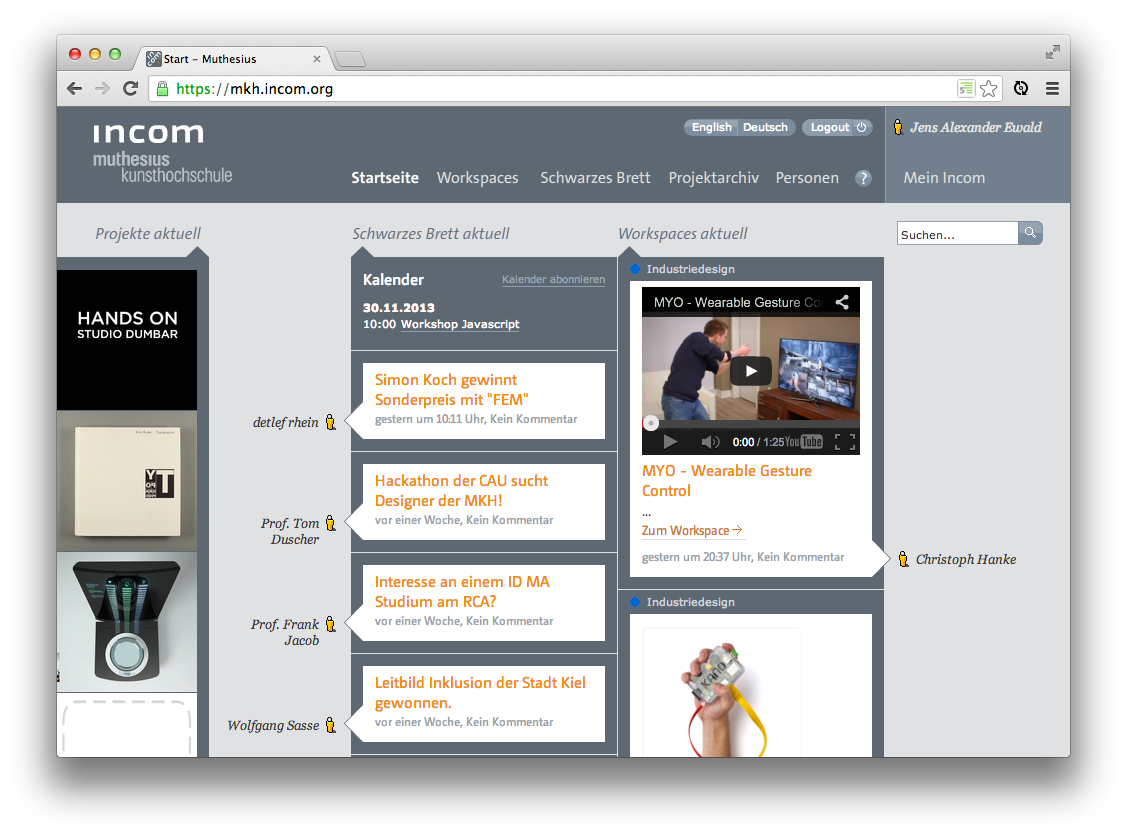 Start – Muthesius
https://mkh.incom.org
incom
muthesius
kunsthochschule
English Deutsch Logout
Jens Alexander Ewald
Startseite Workspaces Schwarzes Brett Projektarchiv Personen ?
Mein Incom
Projekte aktuell
Schwarzes Brett aktuell
Workspaces aktuell
Suchen...
HANDS ON
STUDIO DUMBAR
Kalender
Kalender abonnieren
30.11.2013
10:00 Workshop Javascript
detlef rhein
Simon Koch gewinnt
Sonderpreis mit "FEM"
gestern um 10:11 Uhr, Kein Kommentar
Prof. Tom
Duscher
Hackathon der CAU sucht
Designer der MKH!
vor einer Woche, Kein Kommentar
Prof. Frank
Jacob
Interesse an einem ID MA
Studium am RCA?
vor einer Woche, Kein Kommentar
Wolfgang Sasse
Leitbild Inklusion der Stadt Kiel
gewonnen.
vor einer Woche, Kein Kommentar
Industriedesign
MYO - Wearable Gesture Co
0:00 / 1:25 YouTube
MYO - Wearable Gesture
Control
...
Zum Workspace→
gestern um 20:37 Uhr, Kein Kommentar
Christoph Hanke
Industriedesign
KANO